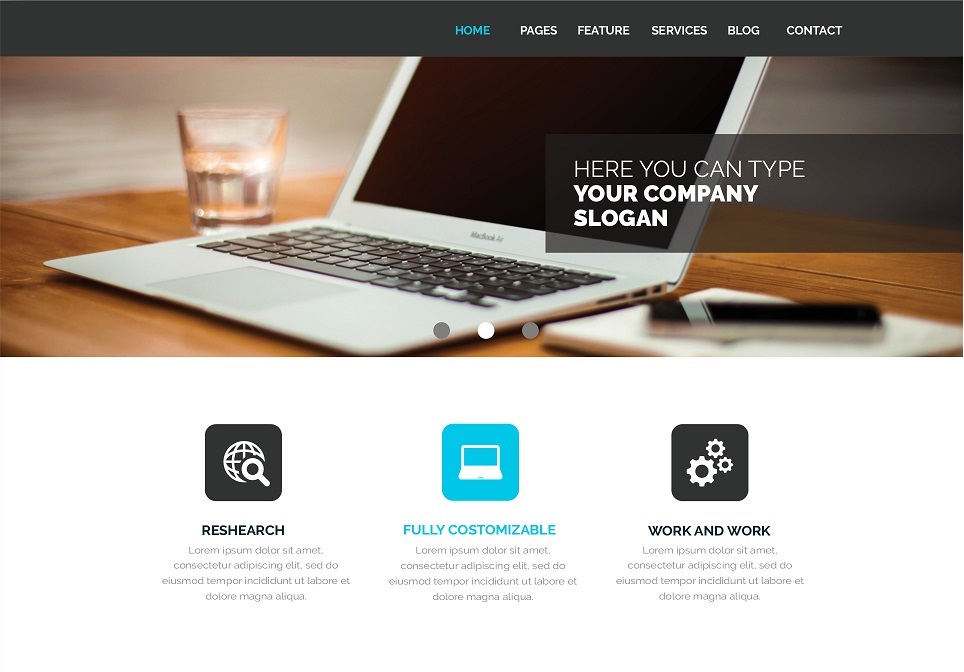 HOME PAGES FEATURE SERVICES BLOG CONTACT
HERE YOU CAN TYPE
YOUR COMPANY
SLOGAN
MacBook Air
RESHEARCH
Lorem ipsum dolor sit amet,
consectetur adipiscing elit, sed do
eiusmod tempor incididunt ut labore et
dolore magna aliqua.
FULLY COSTOMIZABLE
Lorem ipsum dolor sit amet,
consectetur adipiscing elit, sed do
eiusmod tempor incididunt ut labore et
dolore magna aliqua.
WORK AND WORK
Lorem ipsum dolor sit amet,
consectetur adipiscing elit, sed do
eiusmod tempor incididunt ut labore et
dolore magna aliqua.